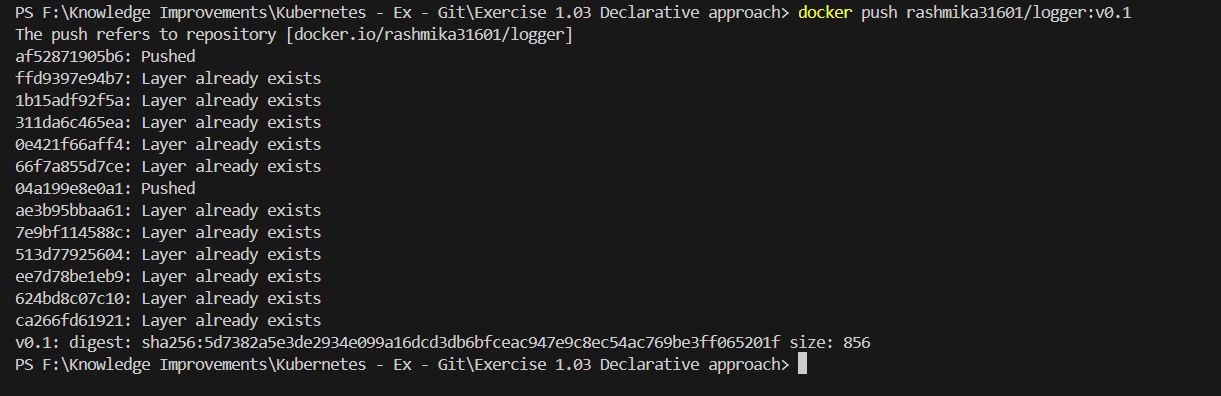 PS F:\Knowledge Improvements\Kubernetes - Ex - Git\Exercise 1.03 Declarative approach> docker push rashmika31601/logger:v0.1
The push refers to repository [docker.io/rashmika31601/logger]
af52871905b6: Pushed
ffd9397e94b7: Layer already exists
1b15adf92f5a: Layer already exists
311da6c465ea: Layer already exists
0e421f66aff4: Layer already exists
66f7a855d7ce: Layer already exists
04a199e8e0a1: Pushed
ae3b95bbaa61: Layer already exists
7e9bf114588c: Layer already exists
513d77925604: Layer already exists
ee7d78be1eb9: Layer already exists
624bd8c07c10: Layer already exists
ca266fd61921: Layer already exists
v0.1: digest: sha256:5d7382a5e3de2934e099a16dcd3db6bfceac947e9c8ec54ac769be3ff065201f size: 856
PS F:\Knowledge Improvements\Kubernetes - Ex - Git\Exercise 1.03 Declarative approach>